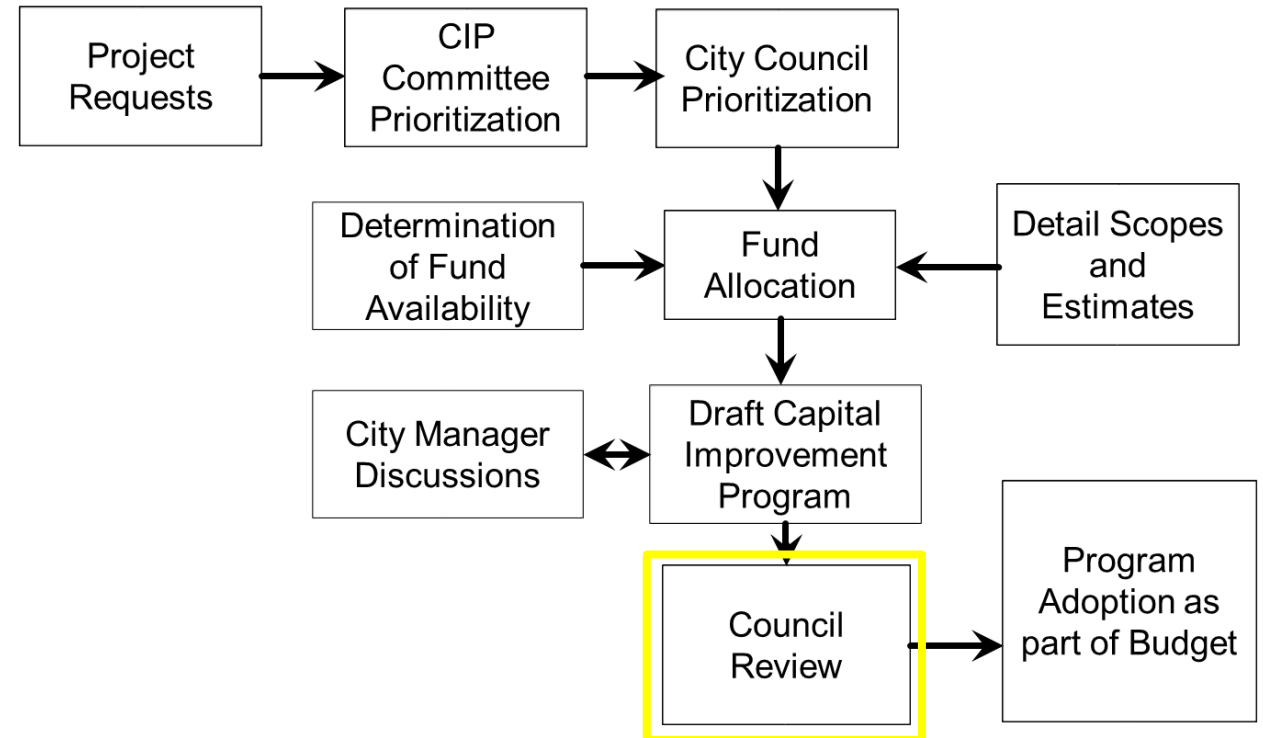 Project
Requests
CIP
Committee
Prioritization
City Council
Prioritization
Determination
of Fund
Availability
Fund
Allocation
Detail Scopes
and
Estimates
City Manager
Discussions
Draft Capital
Improvement
Program
Council
Review
Program
Adoption as
part of Budget